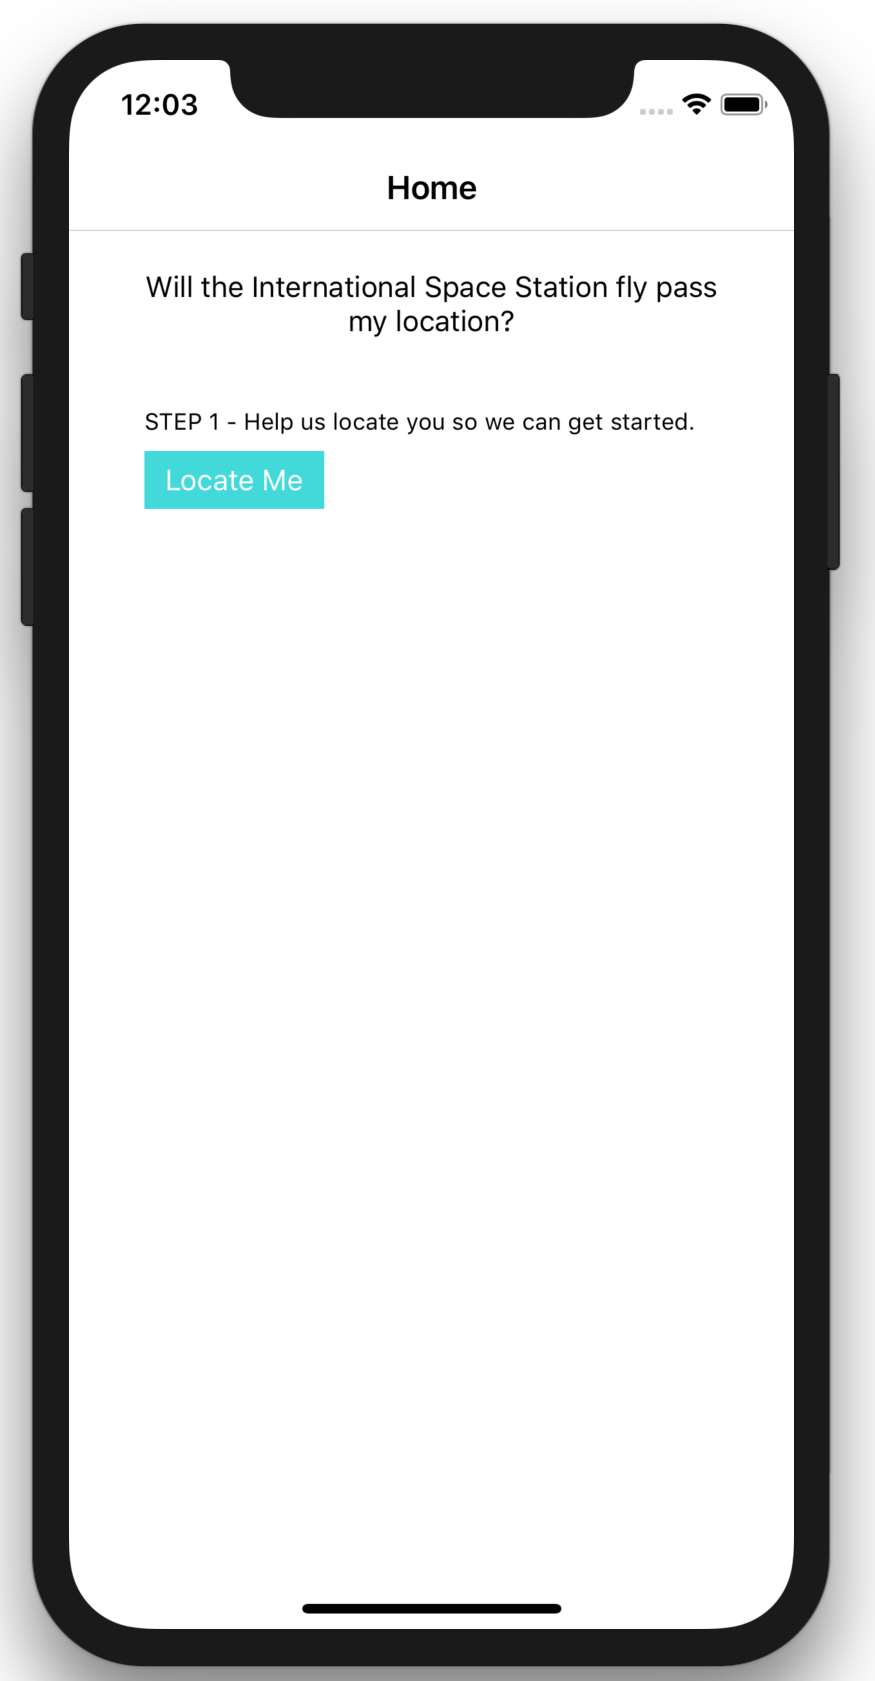 12:03
Home
Will the International Space Station fly pass
my location?
STEP 1 - Help us locate you so we can get started.
Locate Me